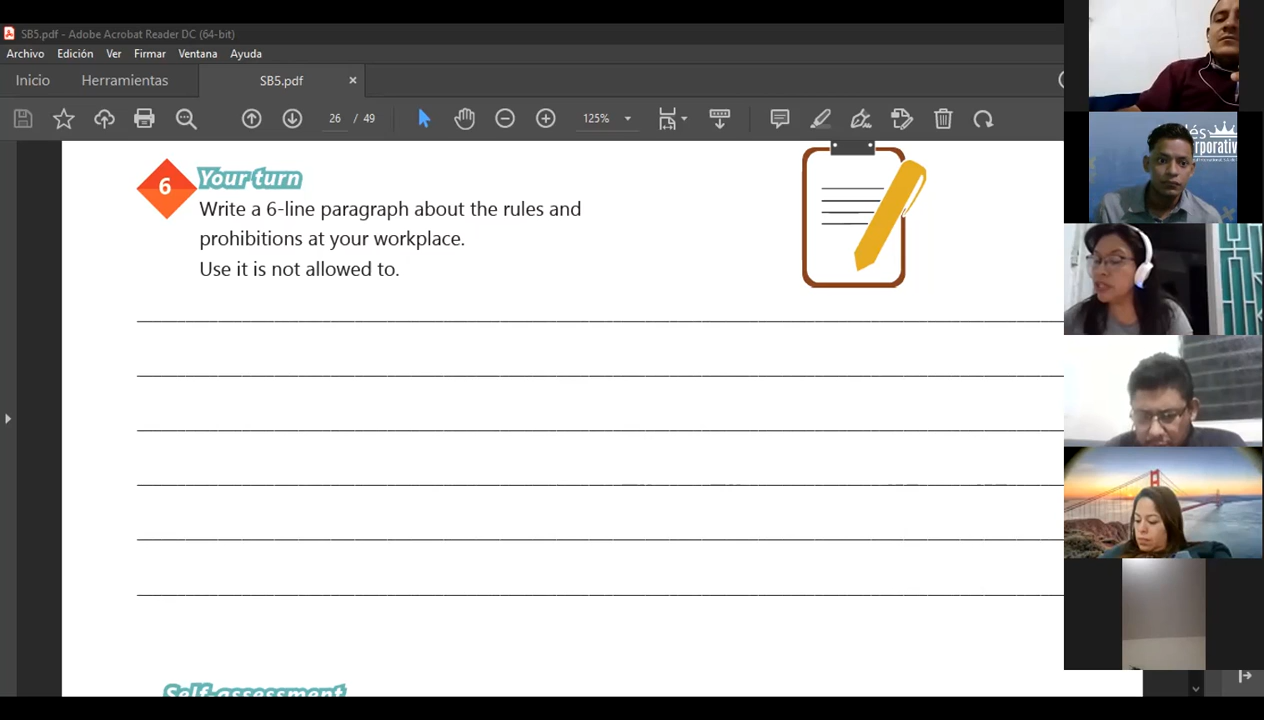 SB5.pdf - Adobe Acrobat Reader DC (64-bit)
Archivo Edición Ver Firmar Ventana Ayuda
Inicio Herramientas SB5.pdf ×
26 / 49 125%
6 Your turn
Write a 6-line paragraph about the rules and
prohibitions at your workplace.
Use it is not allowed to.
Self-assessment